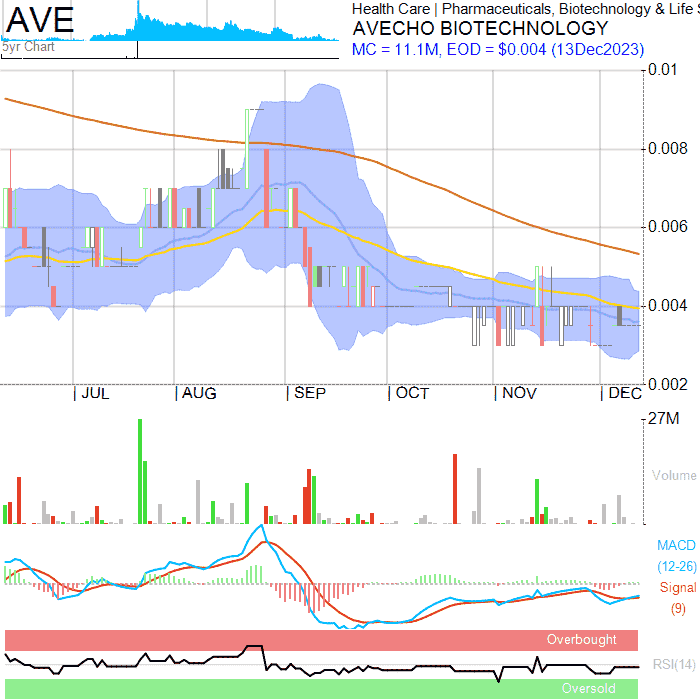 AVE
5yr Chart
Health Care | Pharmaceuticals, Biotechnology & Life
AVECHO BIOTECHNOLOGY
MC = 11.1M, EOD = $0.004 (13Dec2023)
0.01
0.008
0.006
0.004
0.002
| JUL | AUG | SEP | OCT | NOV | DEC
27M
Volume
MACD
(12-26)
Signal
(9)
Overbought
RSI(14)
Oversold